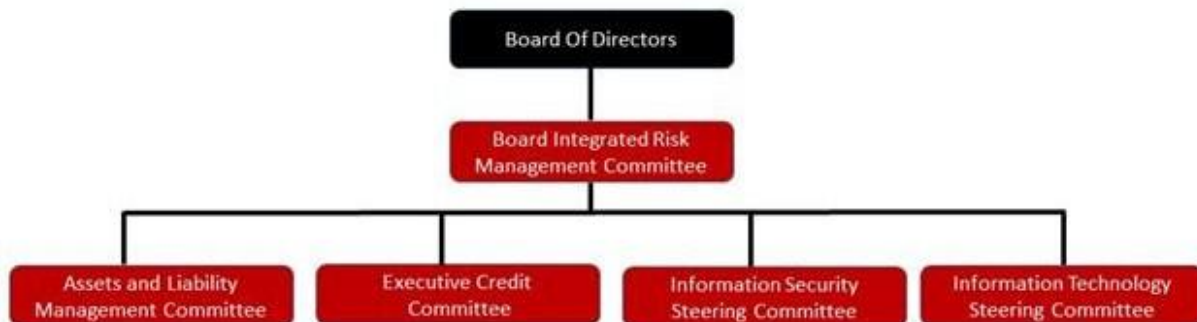 Board Of Directors
Board Integrated Risk
Management Committee
Assets and Liability
Management Committee
Executive Credit
Committee
Information Security
Steering Committee
Information Technology
Steering Committee